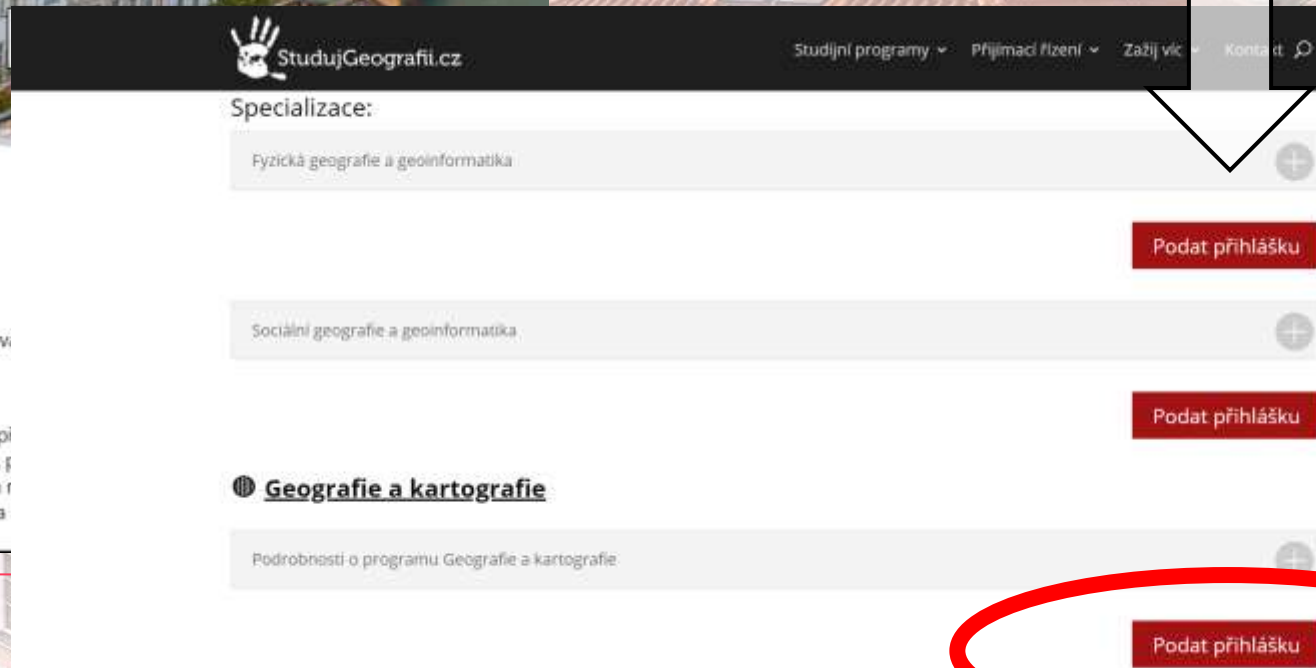 StudujGeografii.cz
Studijní programy Přijímací řízení Zažij víc Kontakt
Specializace:
Fyzická geografie a geoinformatika
Podat přihlášku
Sociální geografie a geoinformatika
Podat přihlášku
Geografie a kartografie
Podrobnosti o programu Geografie a kartografie
Podat přihlášku